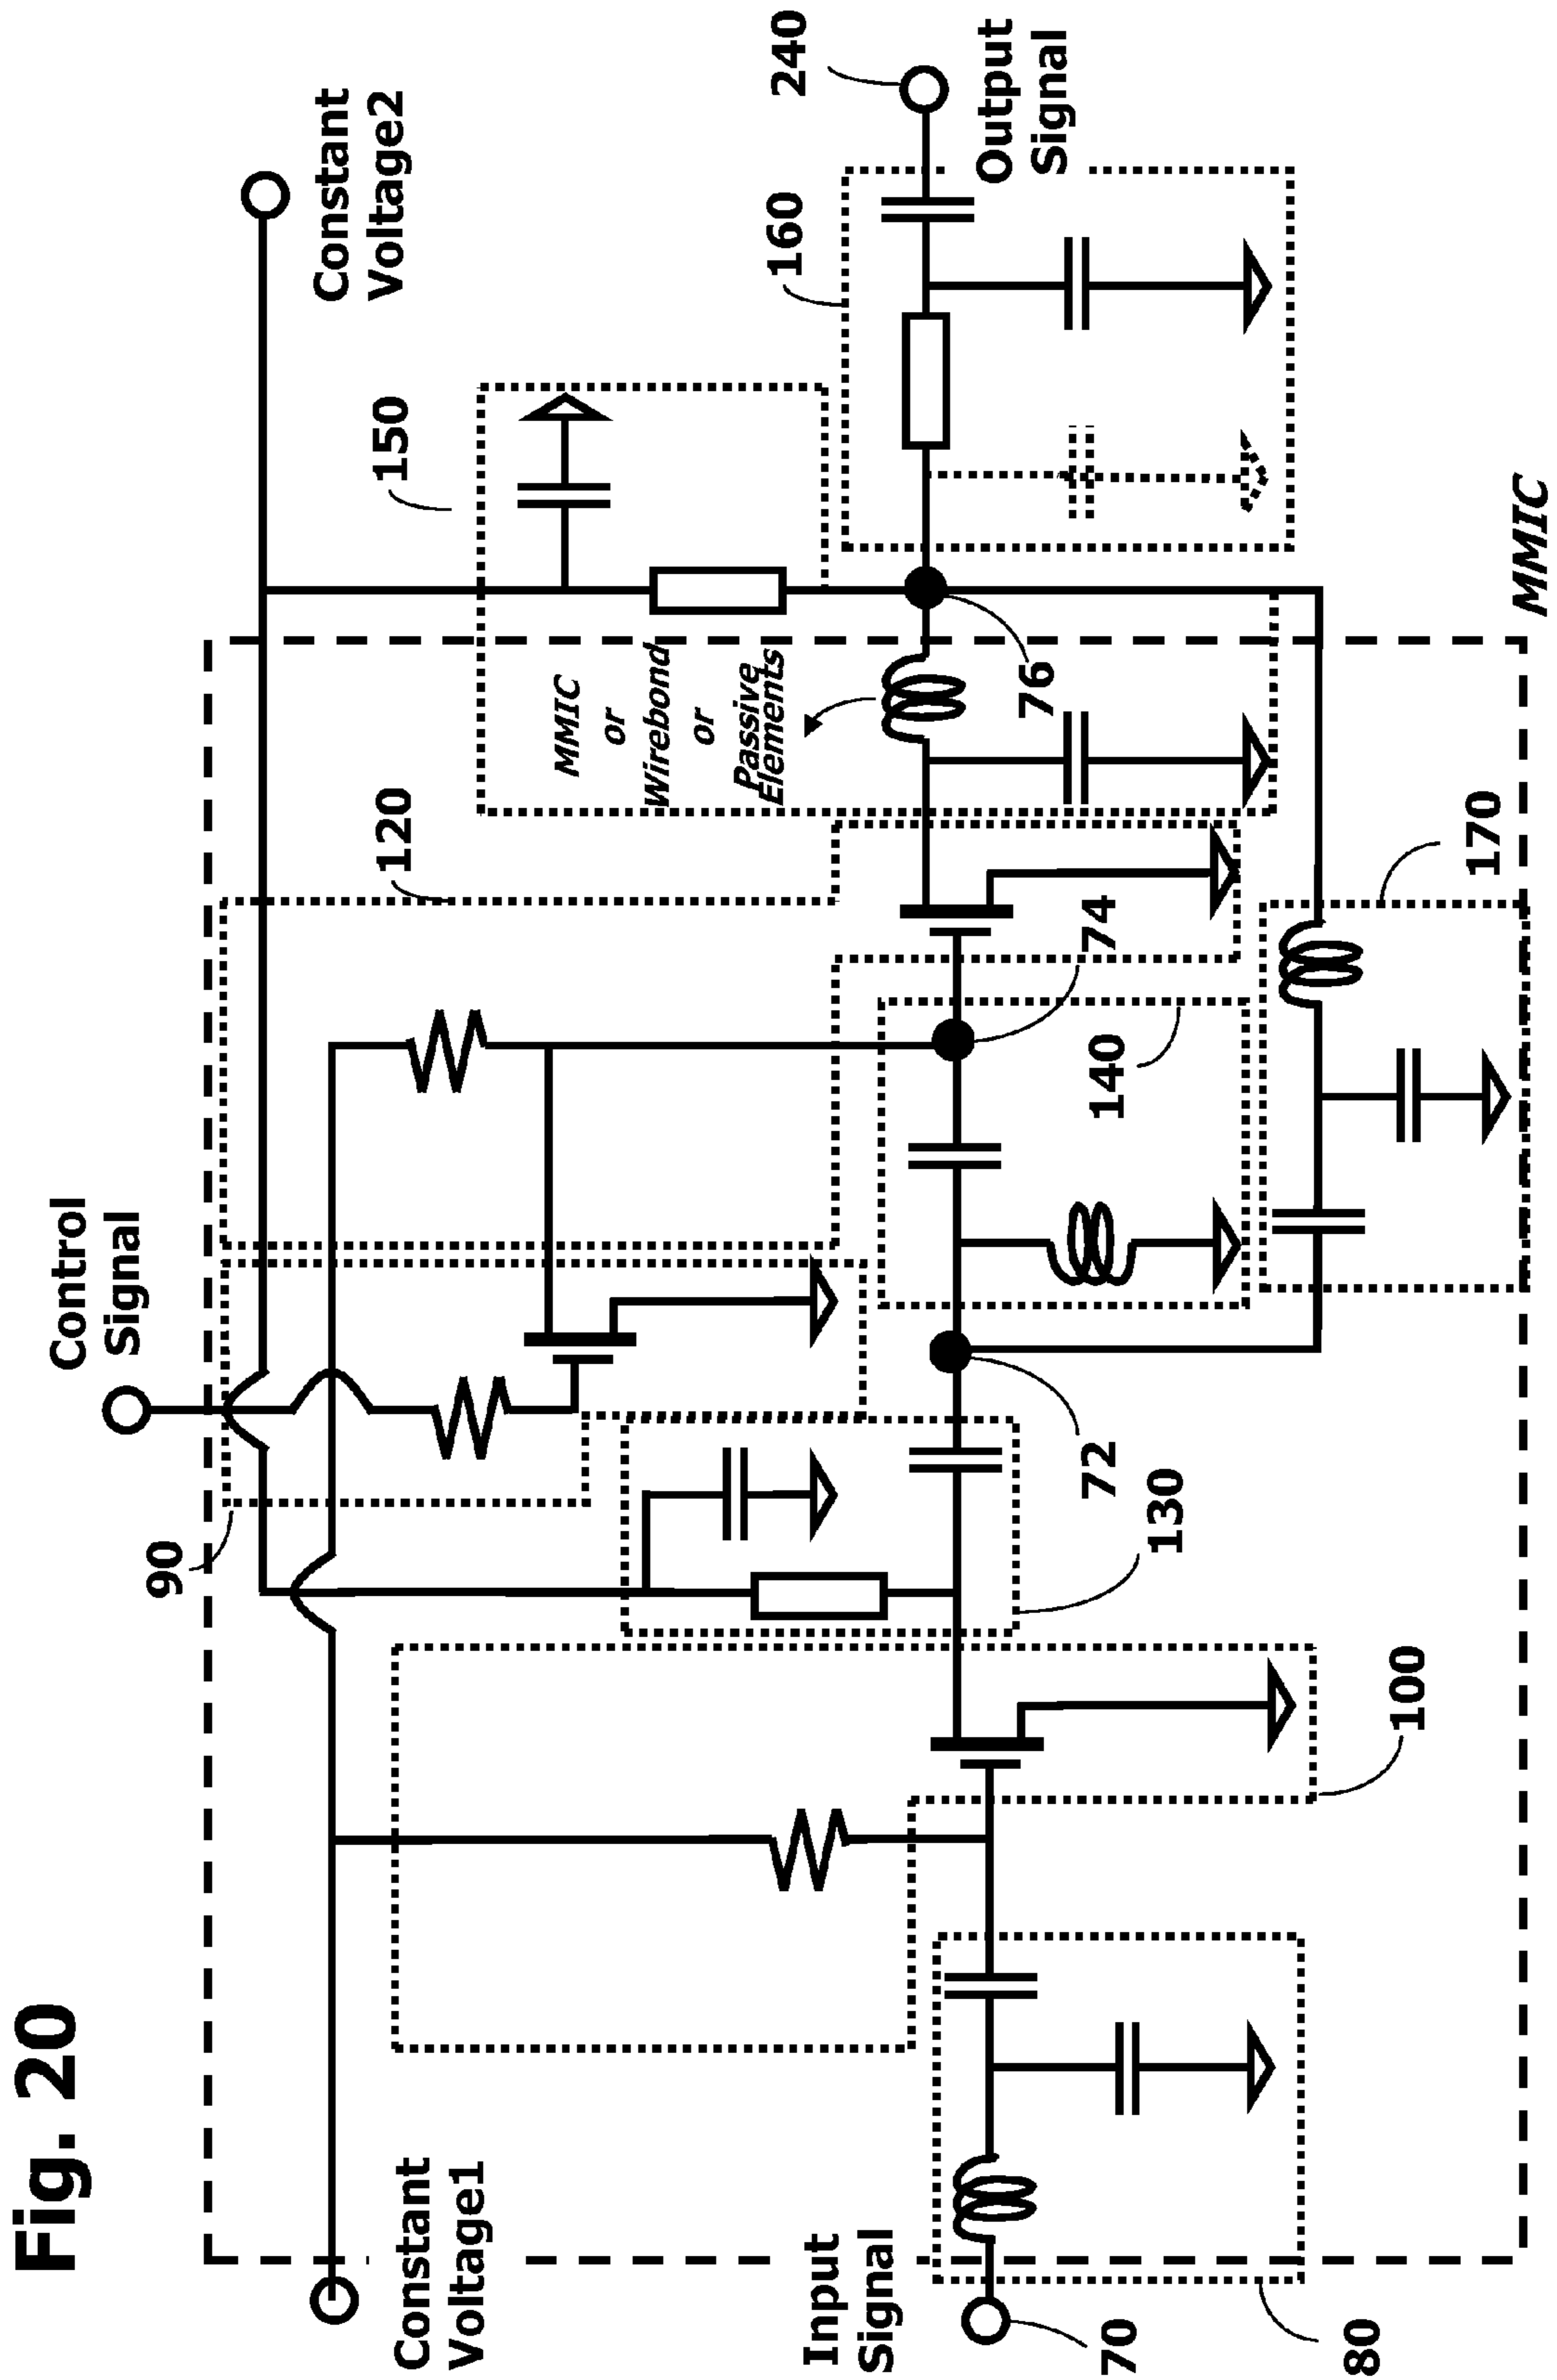 Fig. 20
Control
Signal
Constant
Voltage2
90
120
150
Constant
Voltage1
MMIC
or
Wirebond
or
Passive
Elements
160
240
Input
Signal
Output
Signal
70
80
100
130
72
140
74
76
170
MMIC